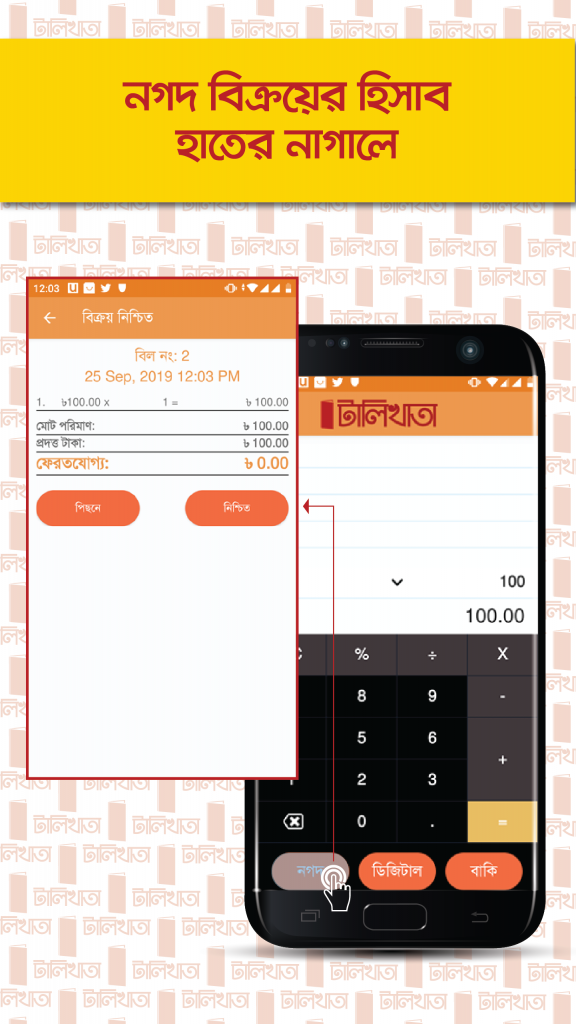 নগদ বিক্রয়ের হিসাব
হাতের নাগালে
12:03
বিক্রয় নিশ্চিত
বিল নং: 2
25 Sep, 2019 12:03 PM
1. ৳100.00 x 1 = ৳ 100.00
মোট পরিমাণ: ৳ 100.00
প্রদত্ত টাকা: ৳ 100.00
ফেরতযোগ্য: ৳ 0.00
পিছনে নিশ্চিত
টালিখাতা
100
100.00
% ÷ X
8 9 -
5 6
2 3 +
0 . =
নগদ ডিজিটাল বাকি